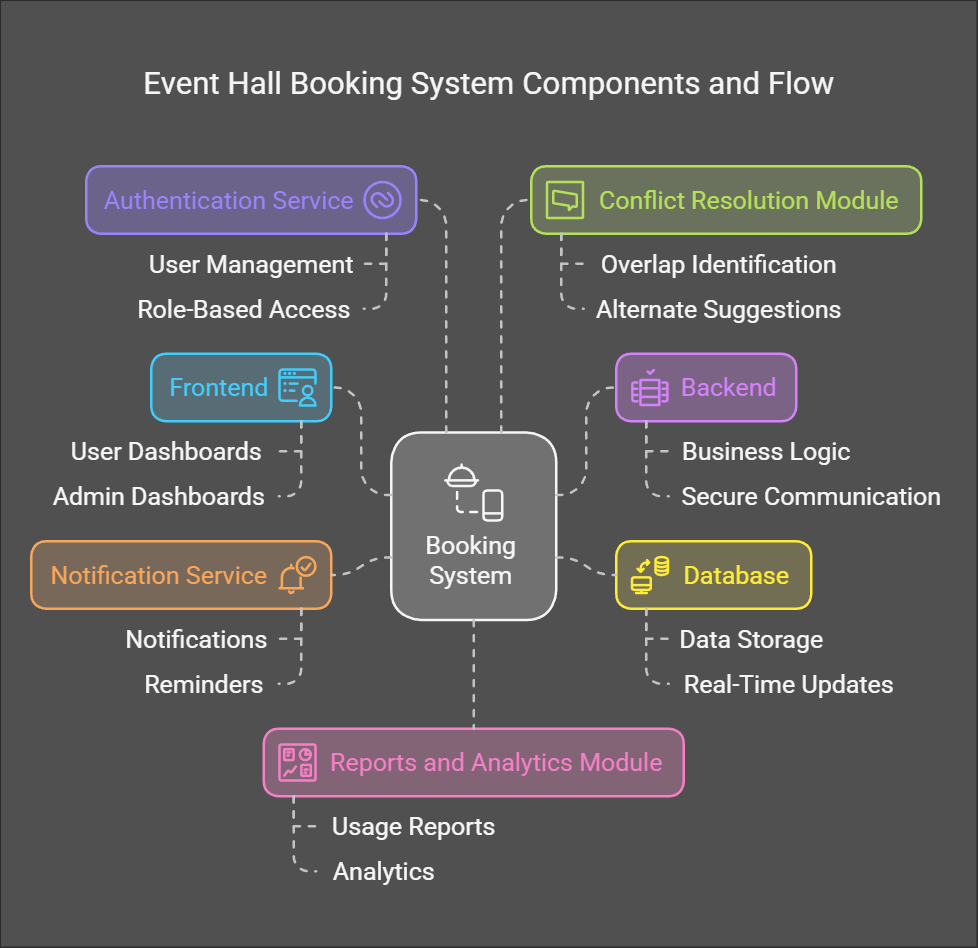 Event Hall Booking System Components and Flow
Authentication Service
User Management
Role-Based Access
Conflict Resolution Module
Overlap Identification
Alternate Suggestions
Frontend
User Dashboards
Admin Dashboards
Backend
Business Logic
Secure Communication
Booking
System
Notification Service
Notifications
Reminders
Database
Data Storage
Real-Time Updates
Reports and Analytics Module
Usage Reports
Analytics